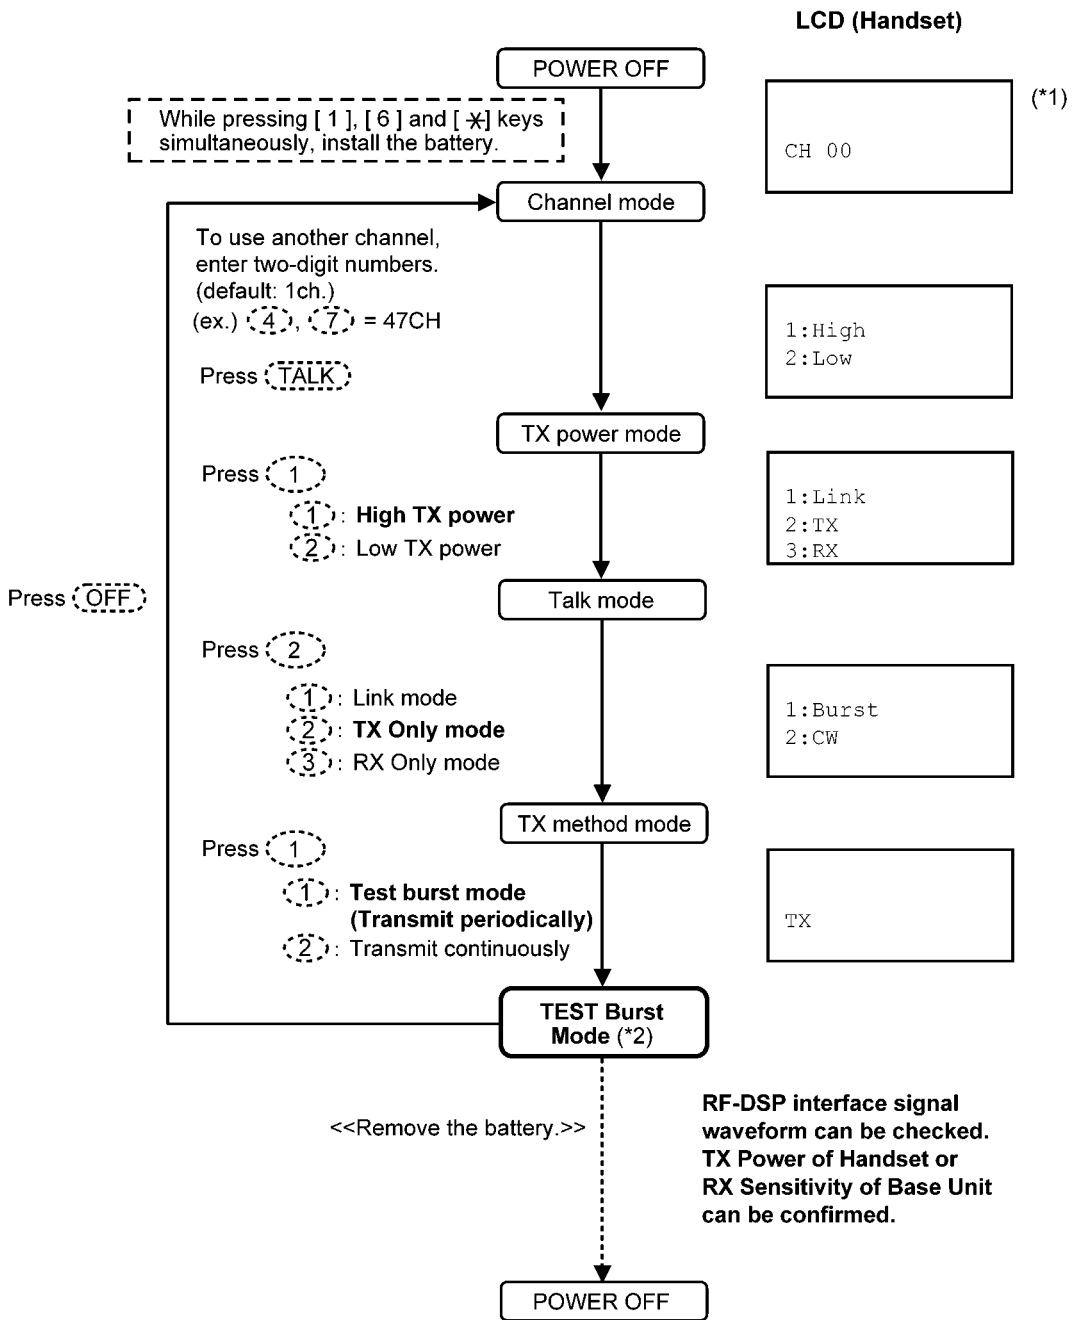 LCD (Handset)
POWER OFF
(*1)
While pressing [ 1 ], [ 6 ] and [ ✳ ] keys
simultaneously, install the battery.
CH 00
Channel mode
To use another channel,
enter two-digit numbers.
(default: 1ch.)
(ex.) 4 , 7 = 47CH
1:High
2:Low
Press TALK
TX power mode
Press 1
1 : High TX power
2 : Low TX power
1:Link
2:TX
3:RX
Press OFF
Talk mode
Press 2
1 : Link mode
2 : TX Only mode
3 : RX Only mode
1:Burst
2:CW
TX method mode
Press 1
1 : Test burst mode
(Transmit periodically)
2 : Transmit continuously
TX
TEST Burst
Mode (*2)
<<Remove the battery.>>
RF-DSP interface signal
waveform can be checked.
TX Power of Handset or
RX Sensitivity of Base Unit
can be confirmed.
POWER OFF